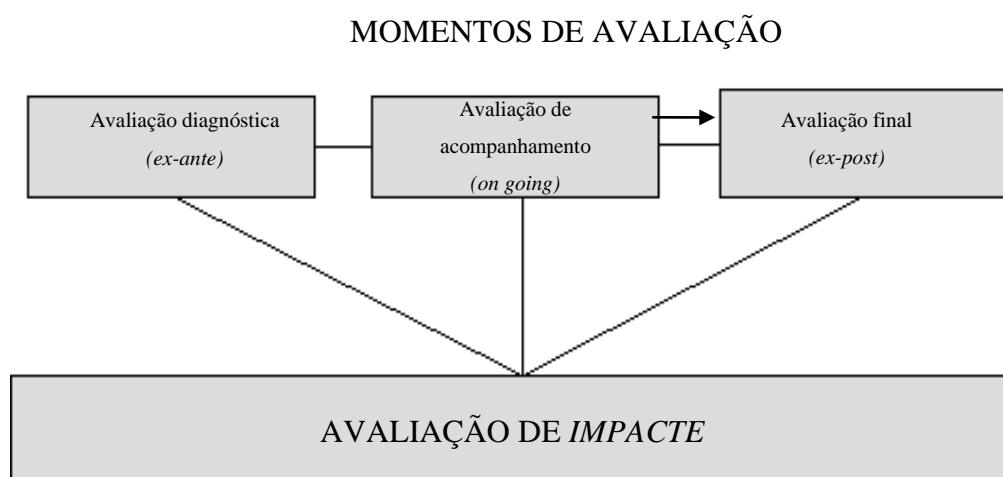 MOMENTOS DE AVALIAÇÃO
Avaliação diagnóstica
(ex-ante)
Avaliação de
acompanhamento
(on going)
Avaliação final
(ex-post)
AVALIAÇÃO DE IMPACTE